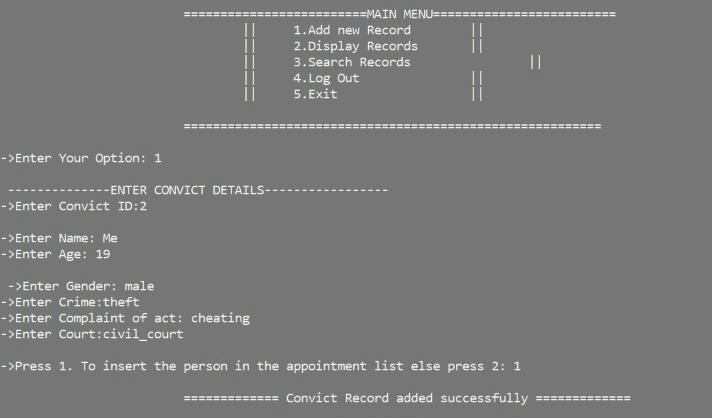 =========================MAIN MENU=========================
||     1.Add new Record        ||
||     2.Display Records       ||
||     3.Search Records                ||
||     4.Log Out               ||
||     5.Exit                  ||
=========================================================
->Enter Your Option: 1
--------------ENTER CONVICT DETAILS-----------------
->Enter Convict ID:2
->Enter Name: Me
->Enter Age: 19
->Enter Gender: male
->Enter Crime:theft
->Enter Complaint of act: cheating
->Enter Court:civil_court
->Press 1. To insert the person in the appointment list else press 2: 1
============= Convict Record added successfully =============